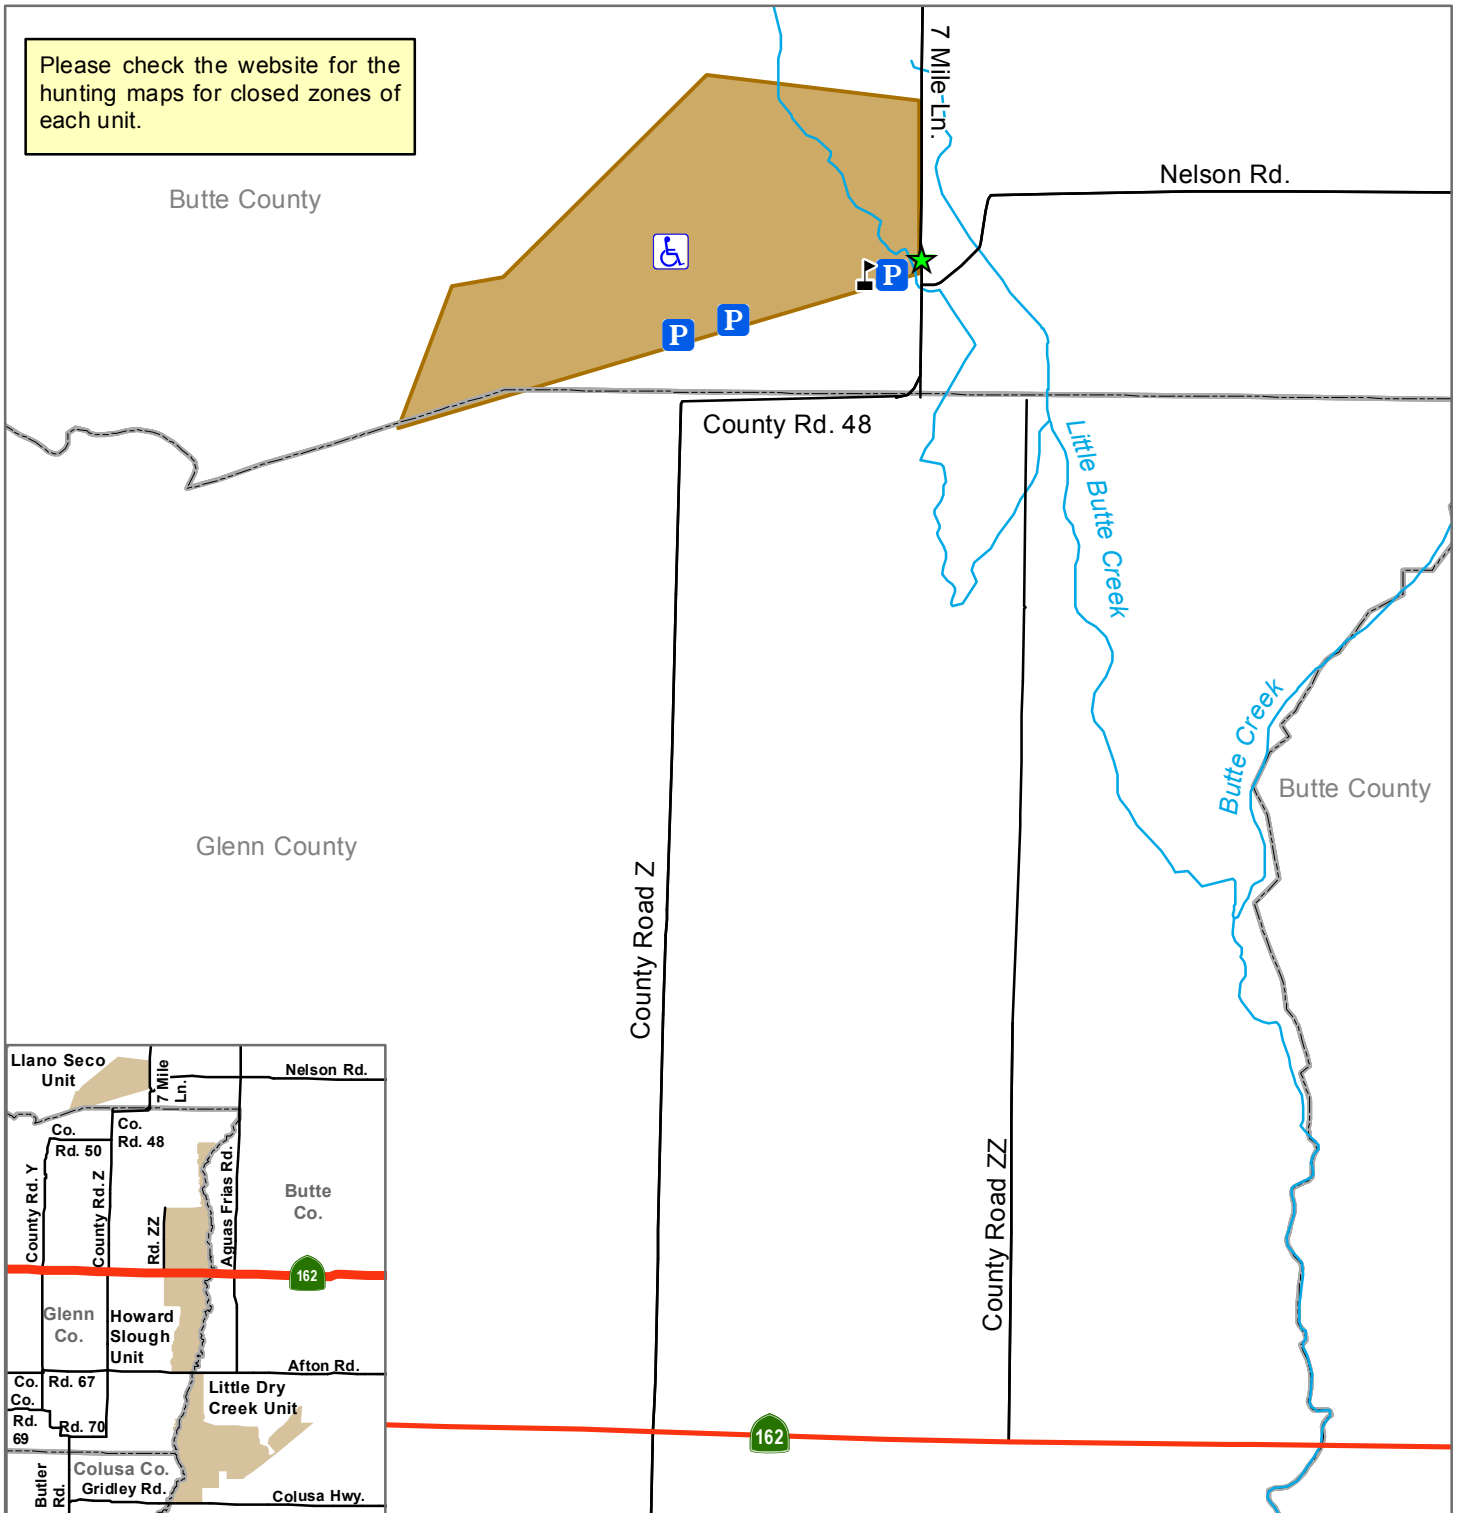 Please check the website for the
hunting maps for closed zones of
each unit.
7 Mile Ln.
Nelson Rd.
Butte County
P
P
P
County Rd. 48
Little Butte Creek
Butte Creek
Butte County
Glenn County
County Road Z
County Road ZZ
162
Llano Seco
Unit
7 Mile
Ln.
Nelson Rd.
Co.
Rd. 48
Co.
Rd. 50
County Rd. Y
County Rd. Z
Rd. ZZ
Aguas Frias Rd.
Butte
Co.
162
Glenn
Co.
Howard
Slough
Unit
Afton Rd.
Co.
Rd. 67
Co.
Rd.
69
Rd. 70
Little Dry
Creek Unit
Colusa Co.
Gridley Rd.
Butler
Rd.
Colusa Hwy.